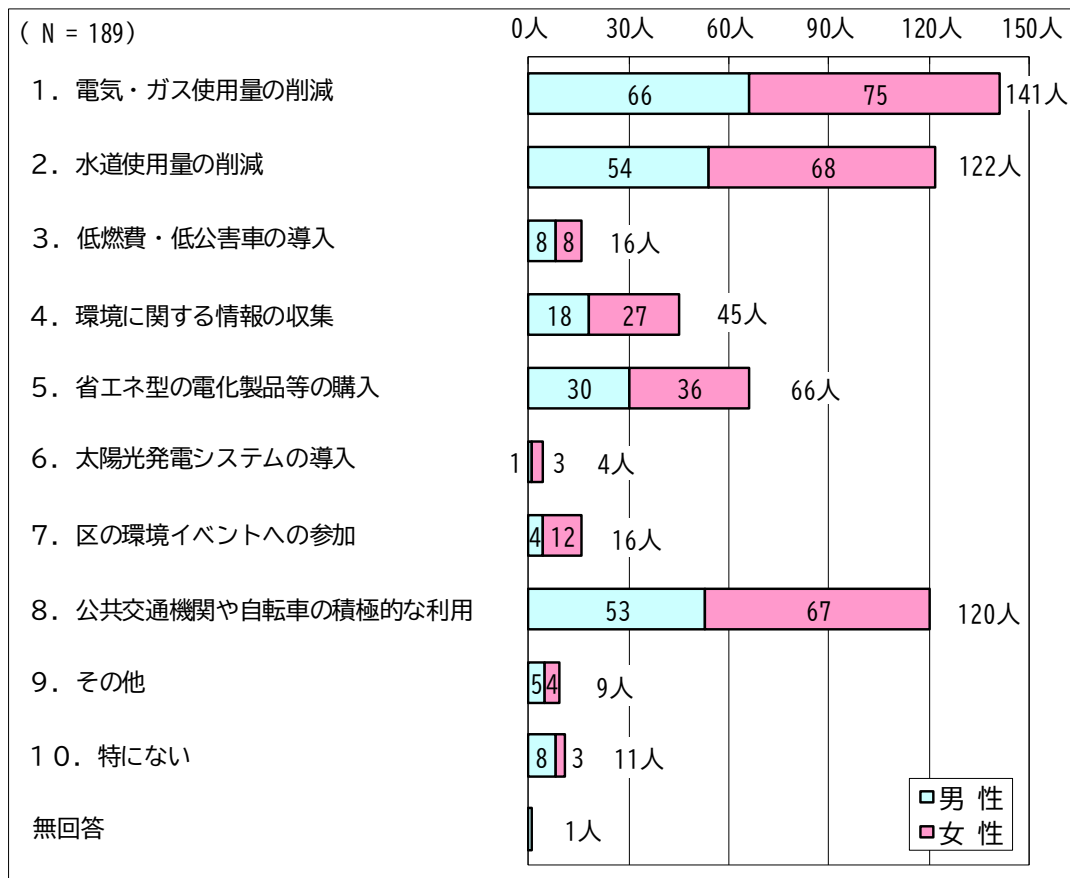 ( N = 189)
0人 30人 60人 90人 120人 150人
１．電気・ガス使用量の削減 66 75 141人
２．水道使用量の削減 54 68 122人
３．低燃費・低公害車の導入 8 8 16人
４．環境に関する情報の収集 18 27 45人
５．省エネ型の電化製品等の購入 30 36 66人
６．太陽光発電システムの導入 1 3 4人
７．区の環境イベントへの参加 4 12 16人
８．公共交通機関や自転車の積極的な利用 53 67 120人
９．その他 5 4 9人
１０．特にない 8 3 11人
無回答 1人
男 性
女 性